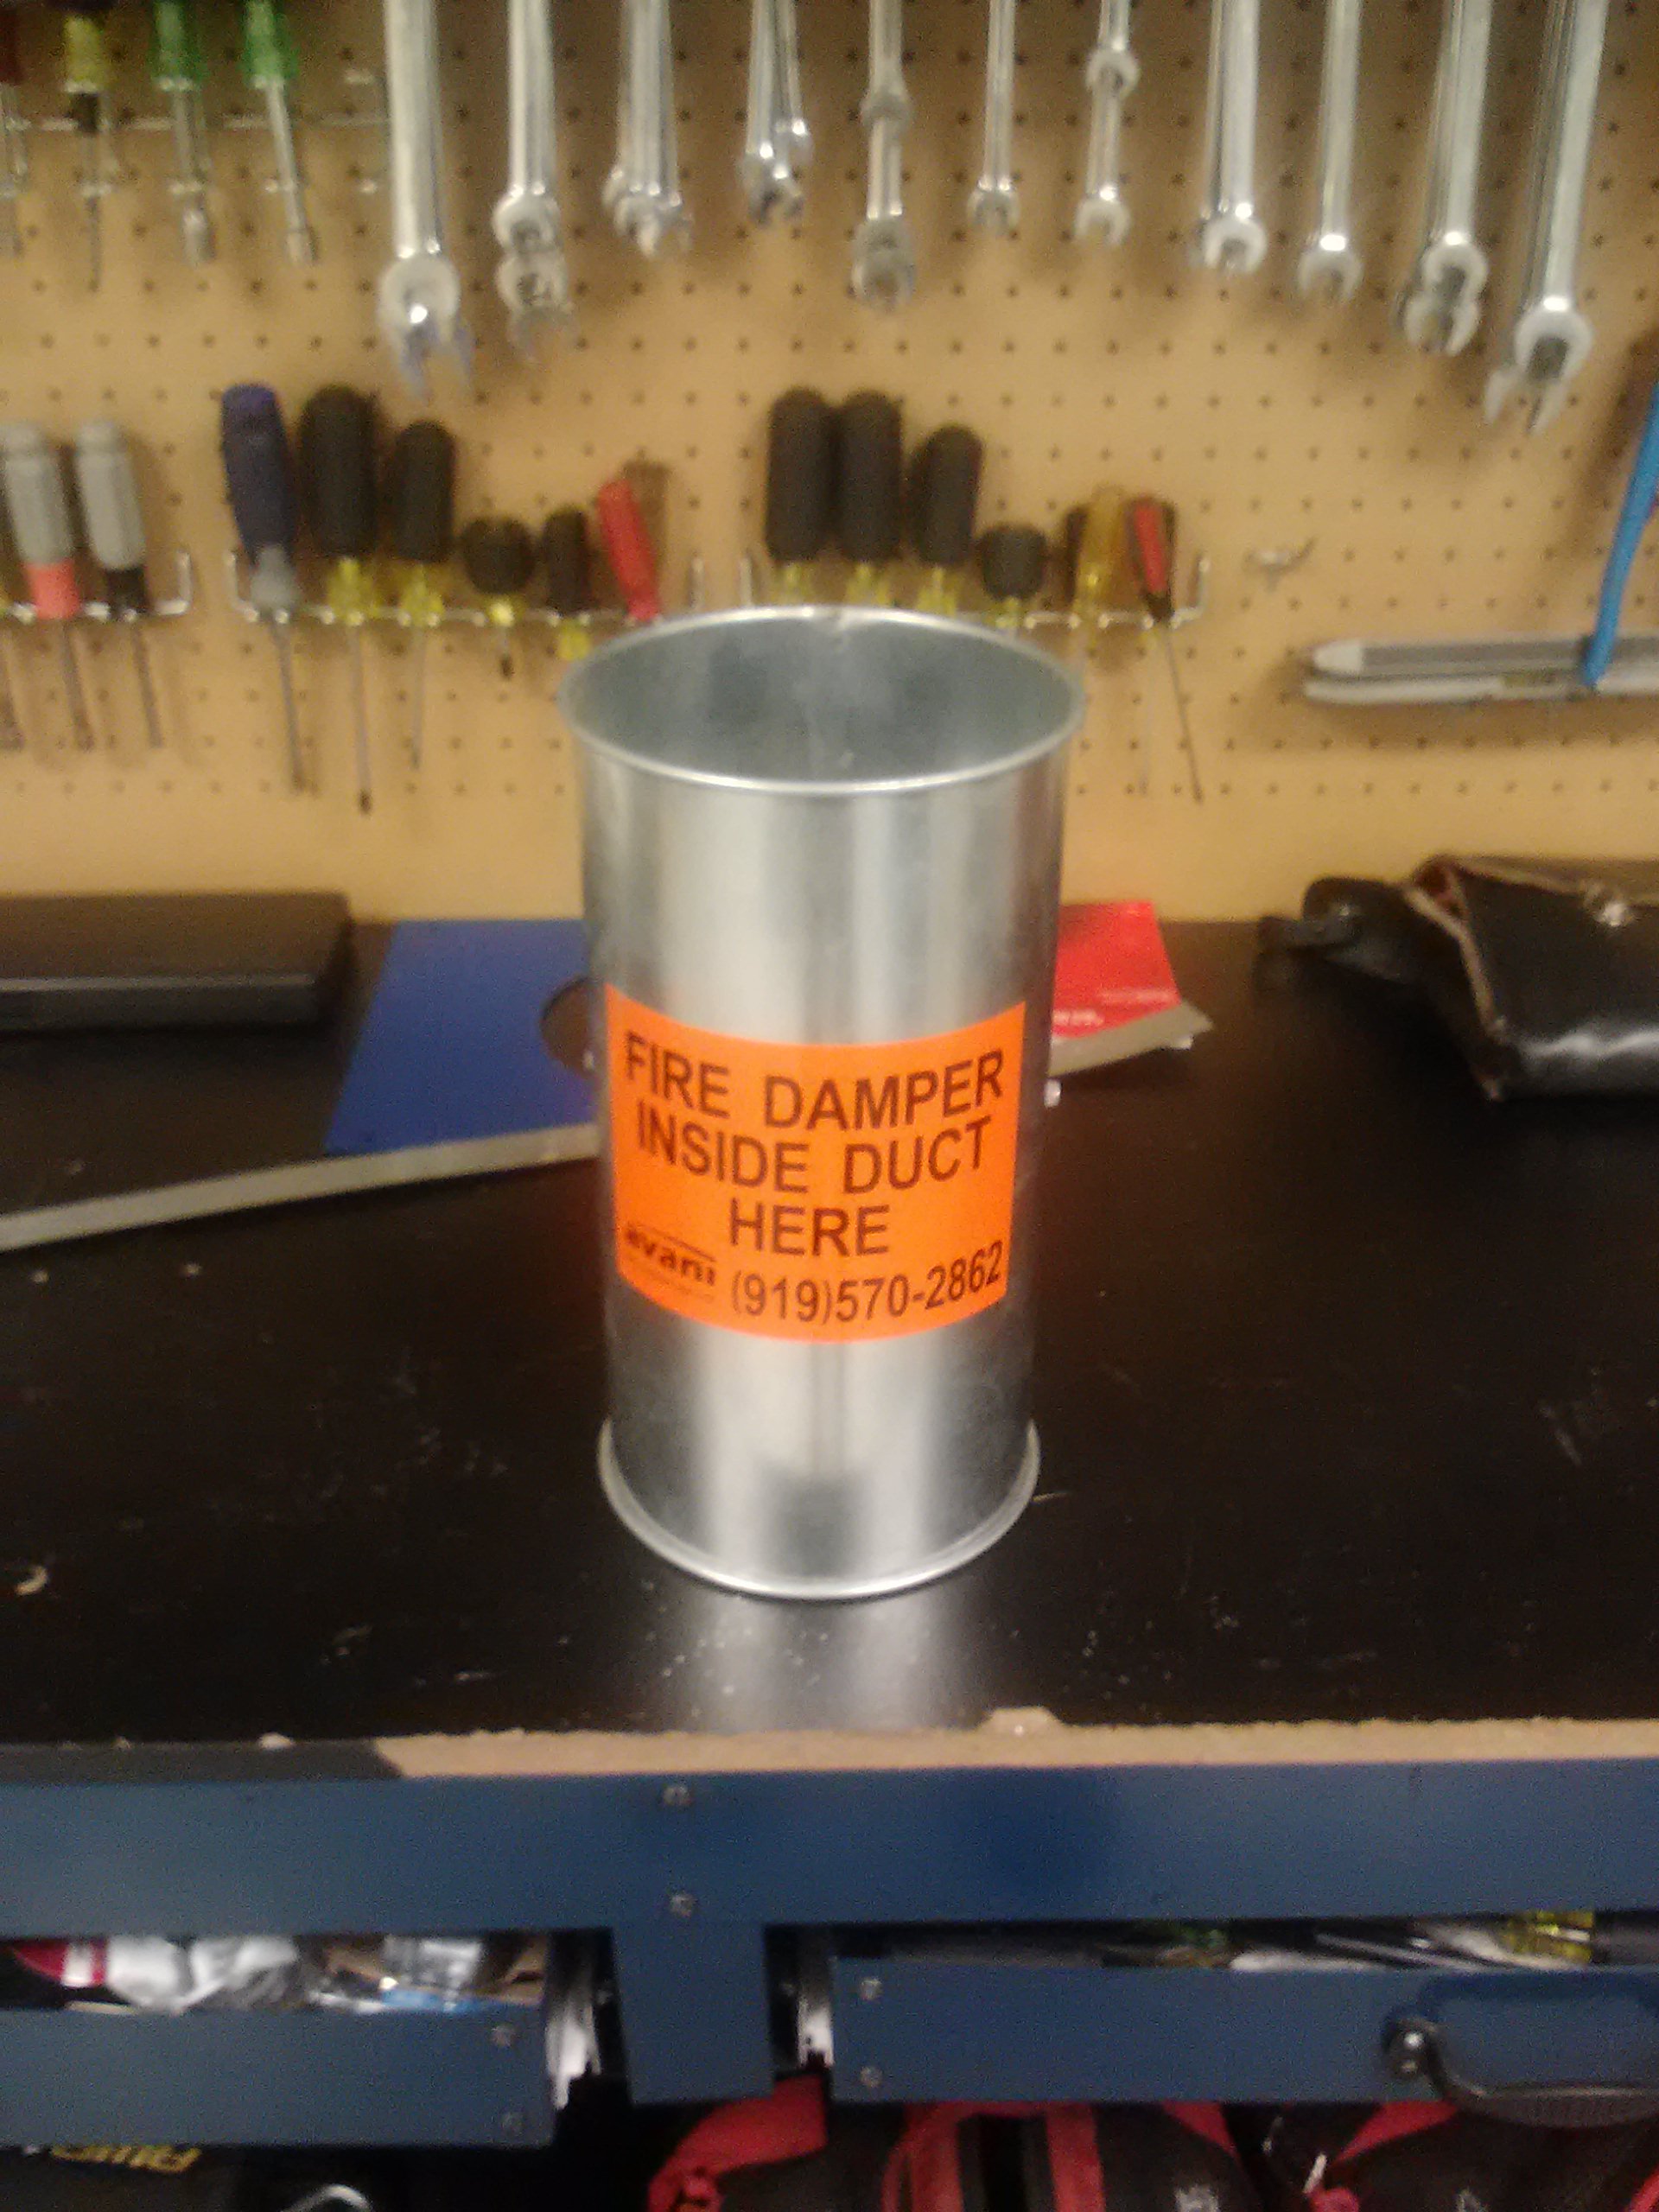 FIRE DAMPER
INSIDE DUCT
HERE
avani
(919)570-2862